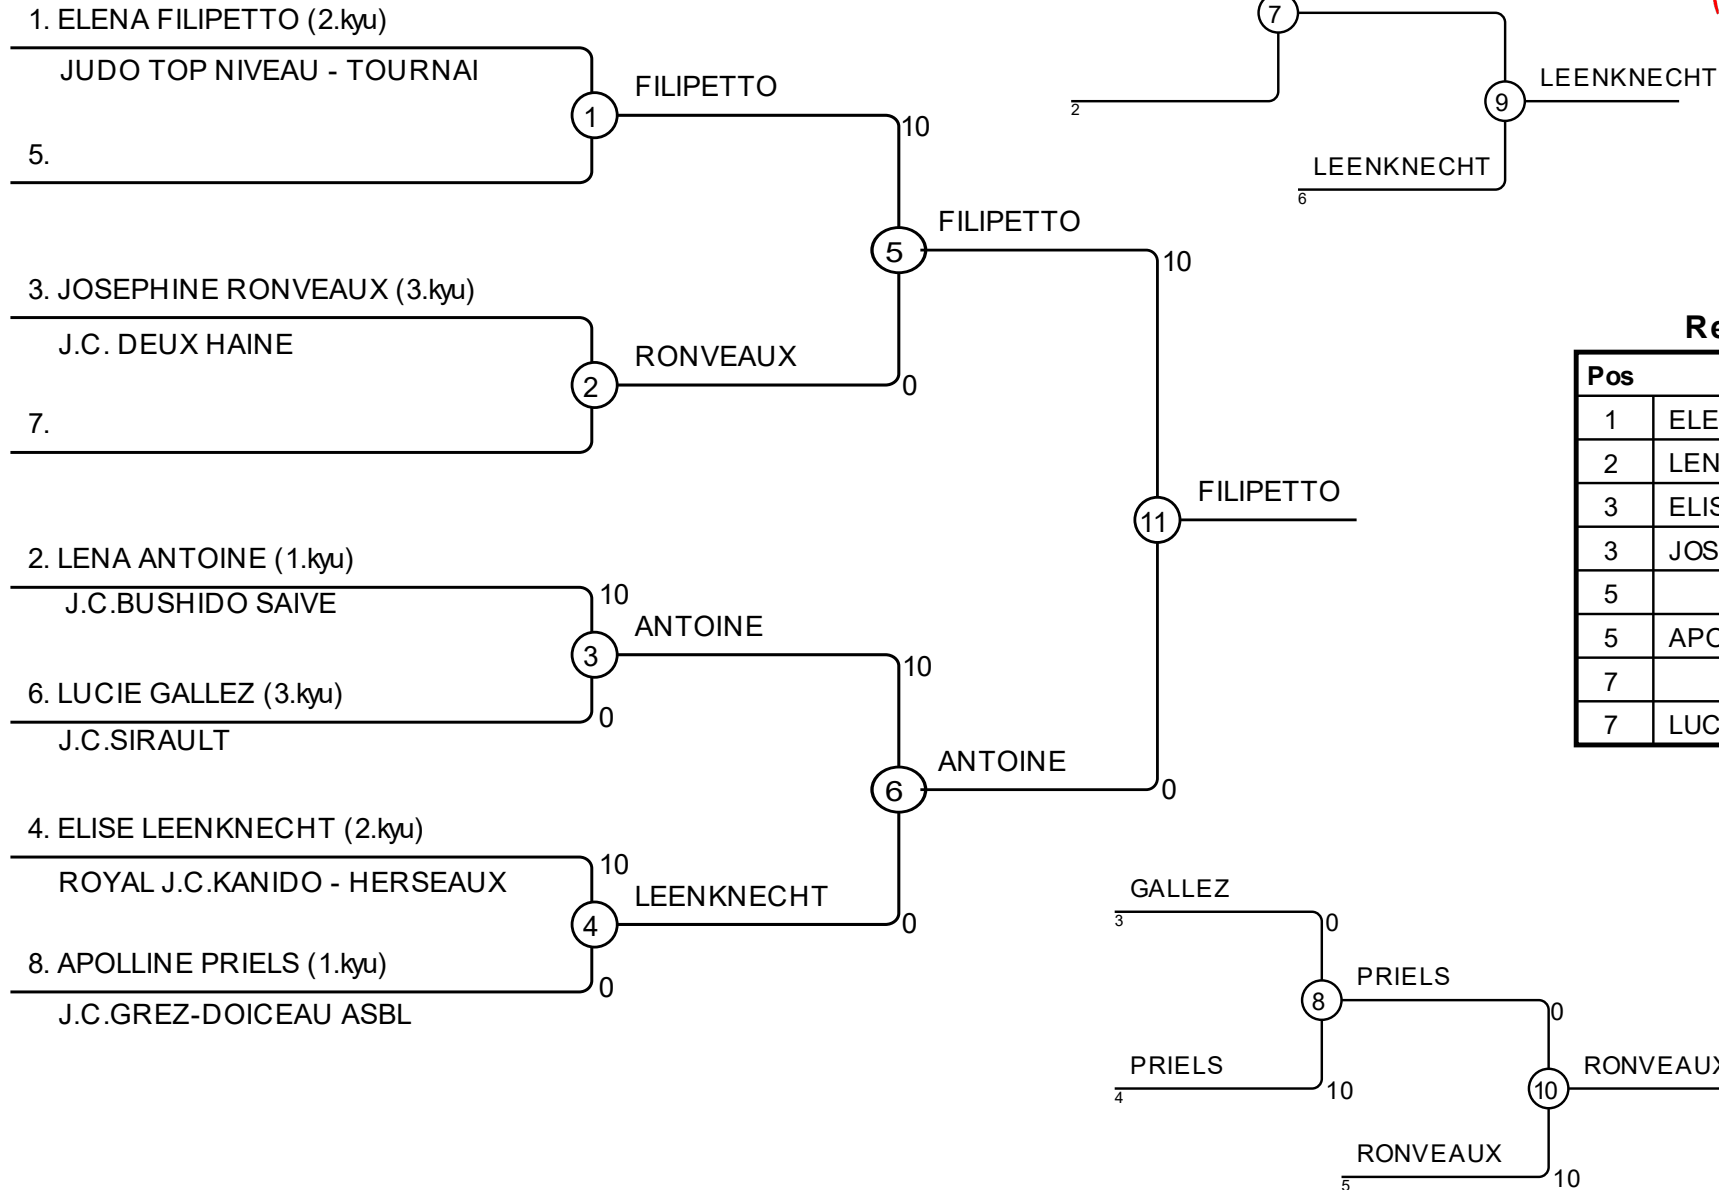 1. ELENA FILIPETTO (2.kyu)
JUDO TOP NIVEAU - TOURNAI
1
FILIPETTO
10
5.
3. JOSEPHINE RONVEAUX (3.kyu)
J.C. DEUX HAINE
2
RONVEAUX
0
7.
5
FILIPETTO
10
2. LENA ANTOINE (1.kyu)
10
J.C.BUSHIDO SAIVE
3
ANTOINE
10
6. LUCIE GALLEZ (3.kyu)
0
J.C.SIRAULT
4. ELISE LEENKNECHT (2.kyu)
10
ROYAL J.C.KANIDO - HERSEAUX
4
LEENKNECHT
0
8. APOLLINE PRIELS (1.kyu)
0
J.C.GREZ-DOICEAU ASBL
6
ANTOINE
0
11
FILIPETTO
7
2
9
LEENKNECHT
LEENKNECHT
6
Re
Pos
1 ELE
2 LEN
3 ELIS
3 JOS
5
5 APO
7
7 LUC
GALLEZ
3
0
8
PRIELS
0
PRIELS
4
10
10
RONVEAUX
RONVEAUX
5
10